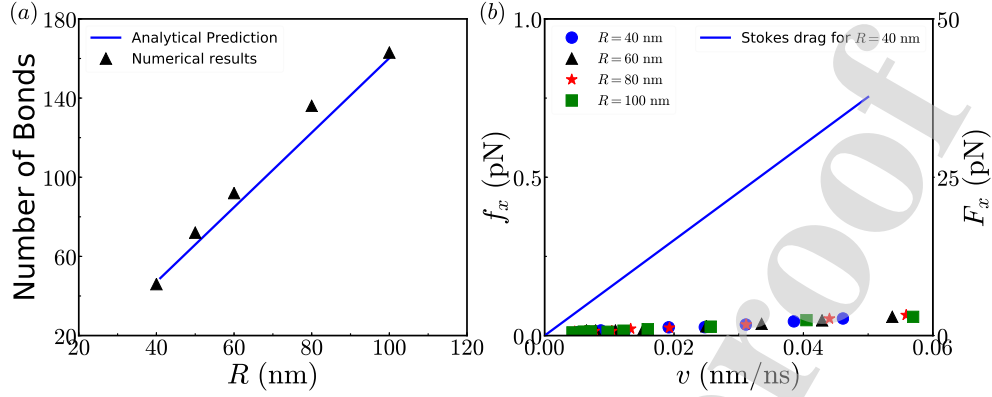 (a)
180
140
100
60
20
Number of Bonds
Analytical Prediction
Numerical results
20 40 60 80 100 120
R (nm)
(b)
1.0
0.5
0.0
f_x (pN)
R = 40 nm
R = 60 nm
R = 80 nm
R = 100 nm
Stokes drag for R = 40 nm
50
25
0
F_x (pN)
0.00 0.02 0.04 0.06
v (nm/ns)
roof